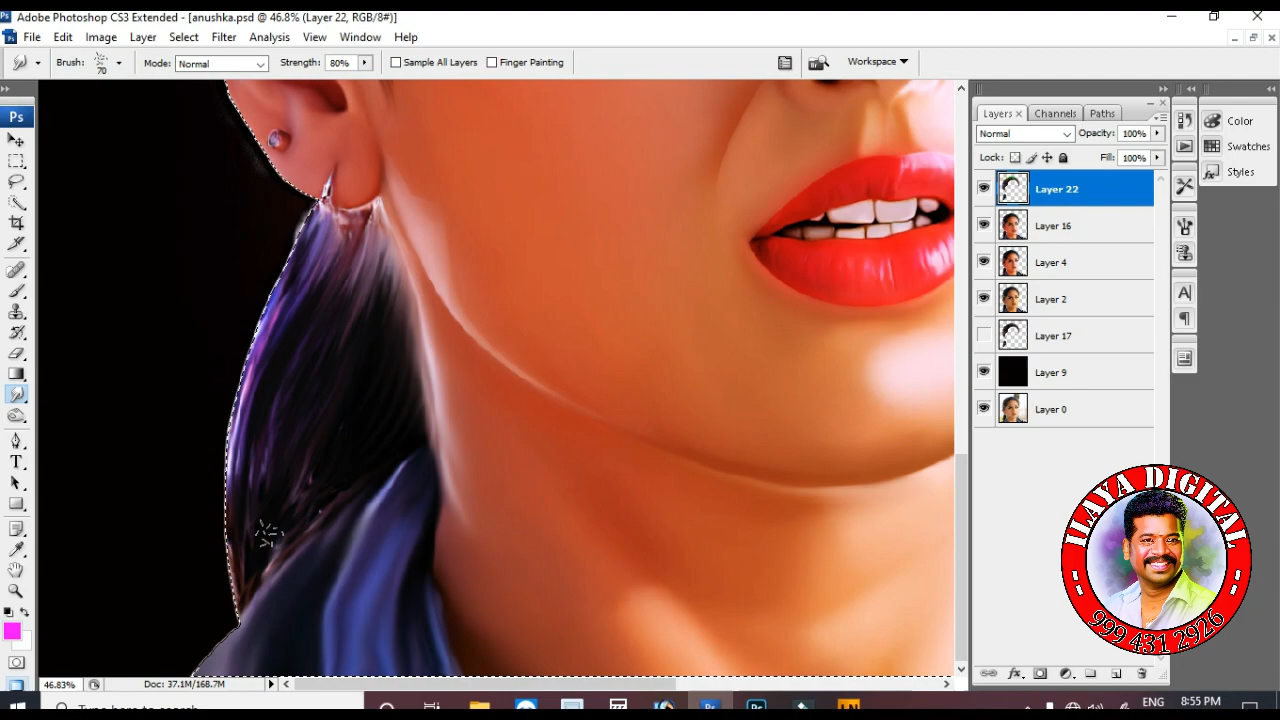 Adobe Photoshop CS3 Extended - [anushka.psd @ 46.8% (Layer 22, RGB/8#)]
File Edit Image Layer Select Filter Analysis View Window Help
Brush: 70 Mode: Normal Strength: 80% Sample All Layers Finger Painting Workspace
Ps
Layers Channels Paths
Normal Opacity: 100%
Lock: Fill: 100%
Layer 22
Layer 16
Layer 4
Layer 2
Layer 17
Layer 9
Layer 0
Color
Swatches
Styles
ILAYA DIGITAL
999 431 2926
46.83% Doc: 37.1M/168.7M
ENG 8:55 PM